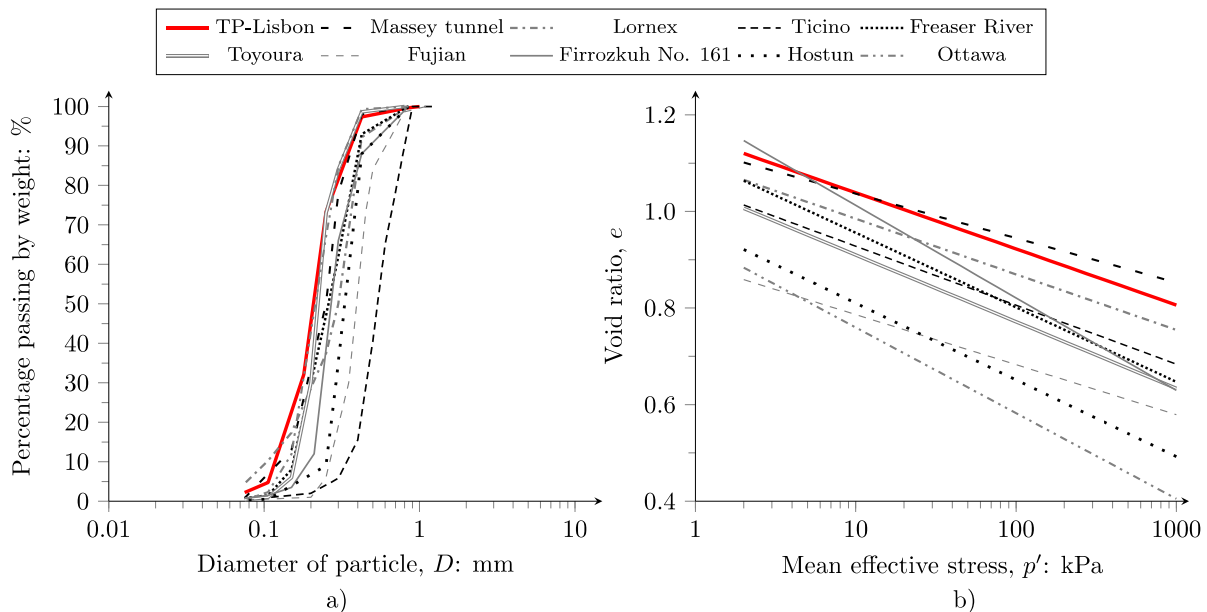 TP-Lisbon Massey tunnel Lornex Ticino Freaser River
Toyoura Fujian Firrozkuh No. 161 Hostun Ottawa
Percentage passing by weight: %
100
90
80
70
60
50
40
30
20
10
0
0.01 0.1 1 10
Diameter of particle, D: mm
a)
Void ratio, e
1.2
1.0
0.8
0.6
0.4
1 10 100 1000
Mean effective stress, p′: kPa
b)